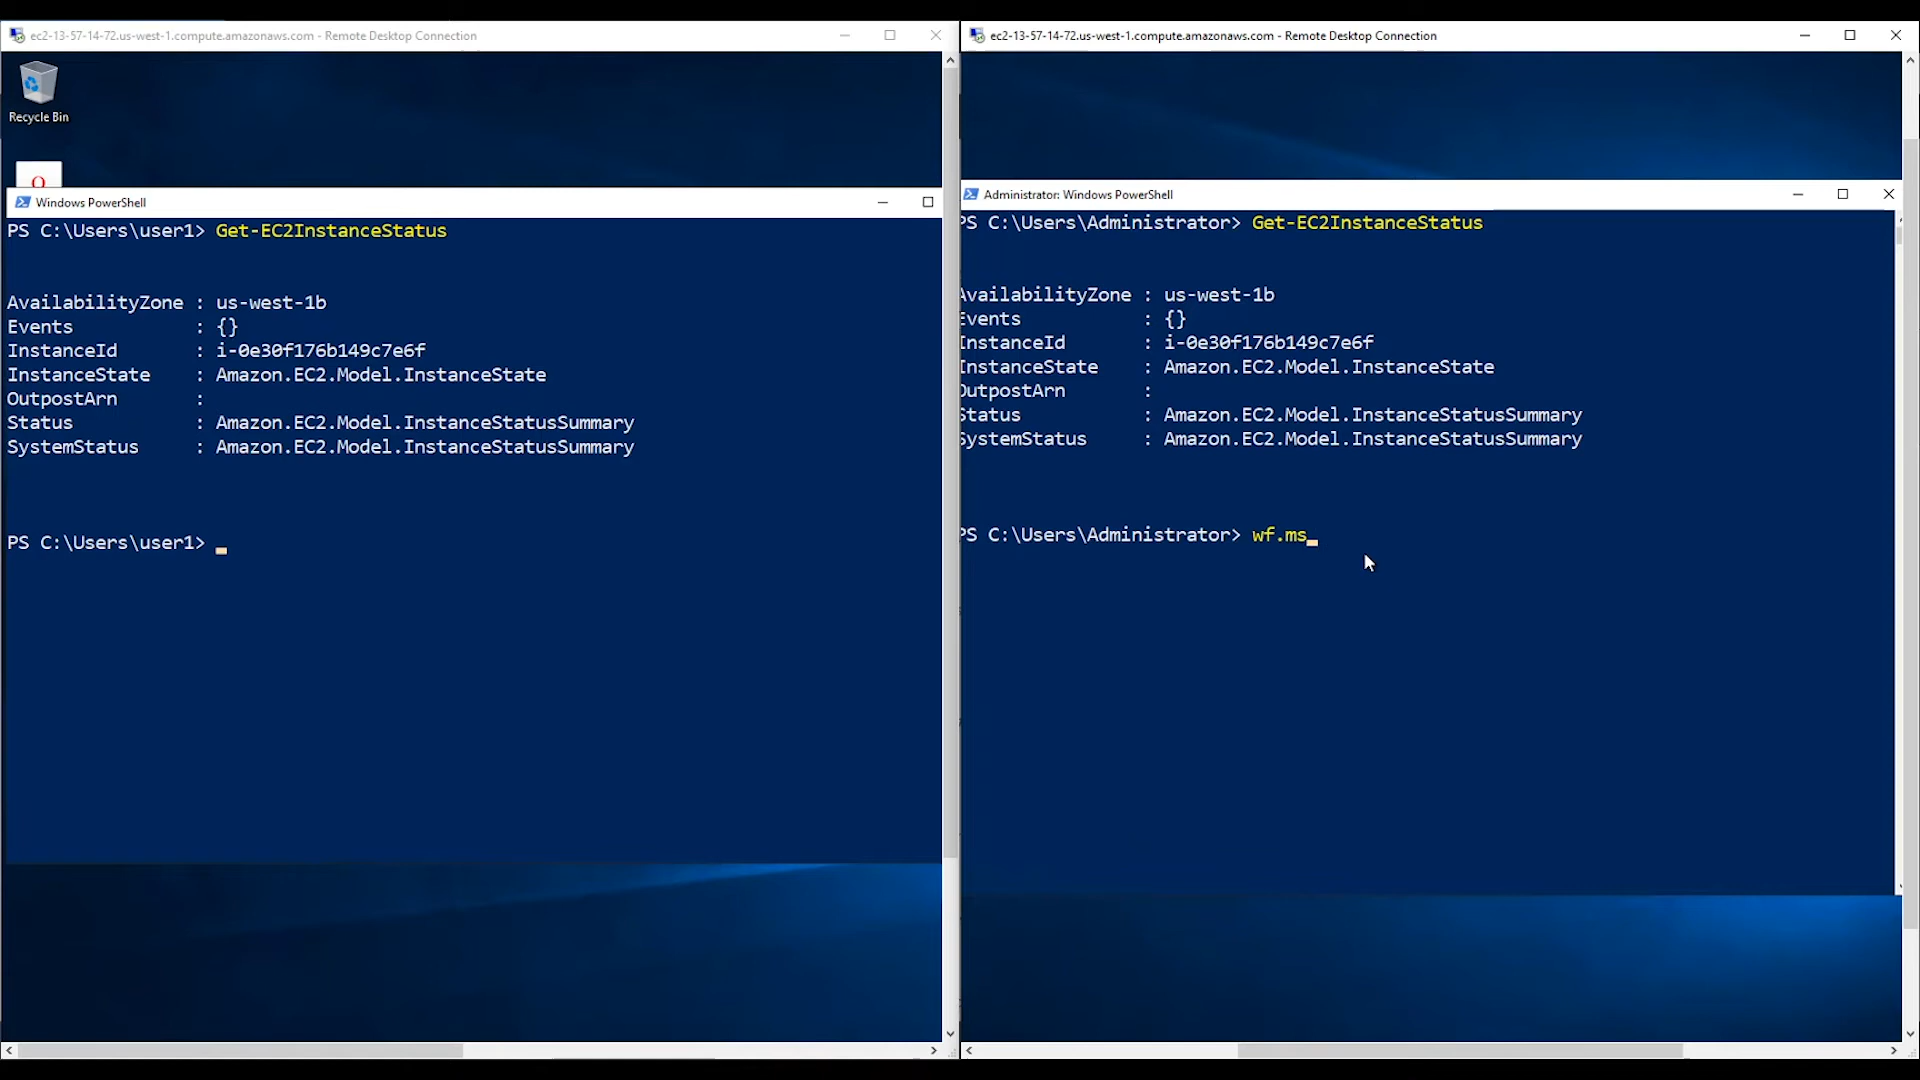 ec2-13-57-14-72.us-west-1.compute.amazonaws.com - Remote Desktop Connection
Recycle Bin
O
Windows PowerShell
PS C:\Users\user1> Get-EC2InstanceStatus
AvailabilityZone : us-west-1b
Events : {}
InstanceId : i-0e30f176b149c7e6f
InstanceState : Amazon.EC2.Model.InstanceState
OutpostArn :
Status : Amazon.EC2.Model.InstanceStatusSummary
SystemStatus : Amazon.EC2.Model.InstanceStatusSummary
PS C:\Users\user1>
ec2-13-57-14-72.us-west-1.compute.amazonaws.com - Remote Desktop Connection
Administrator: Windows PowerShell
PS C:\Users\Administrator> Get-EC2InstanceStatus
AvailabilityZone : us-west-1b
Events : {}
InstanceId : i-0e30f176b149c7e6f
InstanceState : Amazon.EC2.Model.InstanceState
OutpostArn :
Status : Amazon.EC2.Model.InstanceStatusSummary
SystemStatus : Amazon.EC2.Model.InstanceStatusSummary
PS C:\Users\Administrator> wf.ms